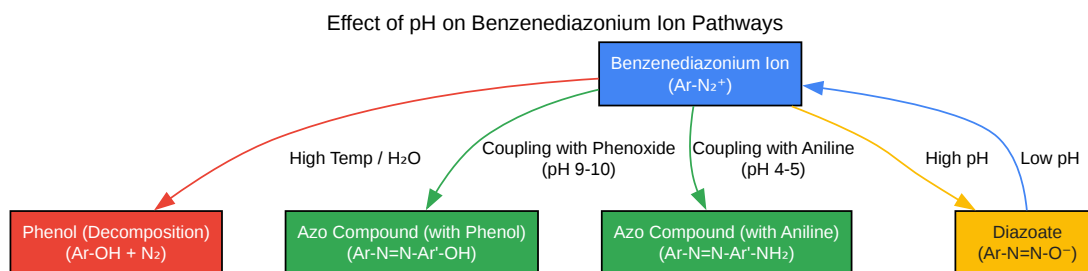 Effect of pH on Benzenediazonium Ion Pathways
Benzenediazonium Ion
(Ar-N₂⁺)
High Temp / H₂O
Coupling with Phenoxide
(pH 9-10)
Coupling with Aniline
(pH 4-5)
High pH
Low pH
Phenol (Decomposition)
(Ar-OH + N₂)
Azo Compound (with Phenol)
(Ar-N=N-Ar'-OH)
Azo Compound (with Aniline)
(Ar-N=N-Ar'-NH₂)
Diazoate
(Ar-N=N-O⁻)